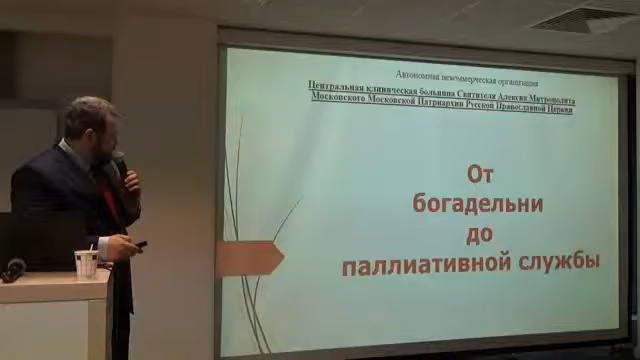 Автономная некоммерческая организация
Центральная клиническая больница Святителя Алексия Митрополита
Московского Московской Патриархии Русской Православной Церкви
От
богадельни
до
паллиативной службы